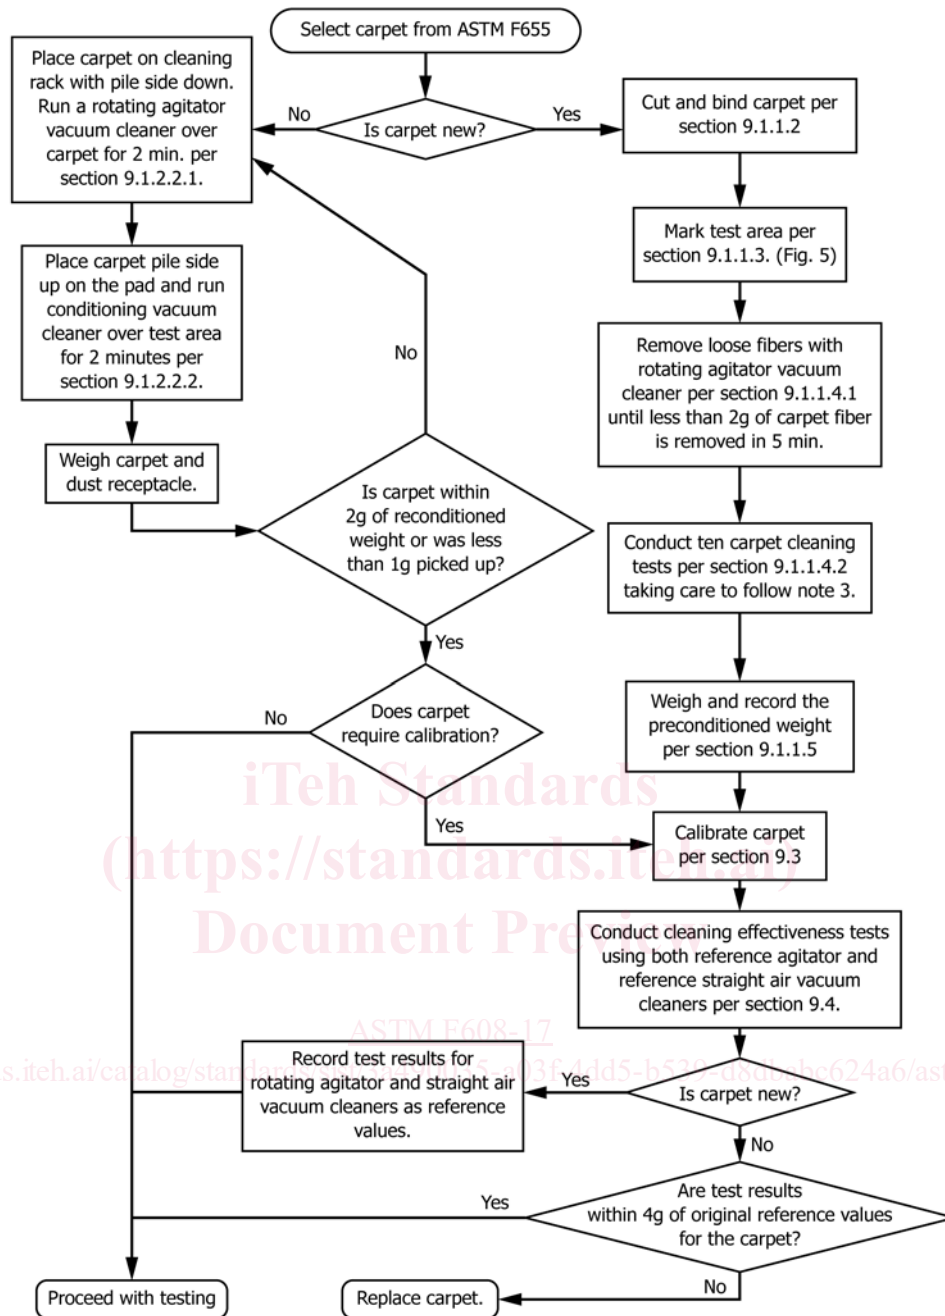 Select carpet from ASTM F655
Is carpet new?
No
Yes
Place carpet on cleaning
rack with pile side down.
Run a rotating agitator
vacuum cleaner over
carpet for 2 min. per
section 9.1.2.2.1.
Cut and bind carpet per
section 9.1.1.2
Mark test area per
section 9.1.1.3. (Fig. 5)
Place carpet pile side
up on the pad and run
conditioning vacuum
cleaner over test area
for 2 minutes per
section 9.1.2.2.2.
No
Remove loose fibers with
rotating agitator vacuum
cleaner per section 9.1.1.4.1
until less than 2g of carpet fiber
is removed in 5 min.
Weigh carpet and
dust receptacle.
Is carpet within
2g of reconditioned
weight or was less
than 1g picked up?
Conduct ten carpet cleaning
tests per section 9.1.1.4.2
taking care to follow note 3.
Yes
Does carpet
require calibration?
No
Weigh and record the
preconditioned weight
per section 9.1.1.5
Yes
iTeh Standards
(https://standards.iteh.ai)
Document Preview
Calibrate carpet
per section 9.3
Conduct cleaning effectiveness tests
using both reference agitator and
reference straight air vacuum
cleaners per section 9.4.
ASTM F608-17
Record test results for
rotating agitator and straight air
vacuum cleaners as reference
values.
Yes
Is carpet new?
No
Are test results
within 4g of original reference values
for the carpet?
Yes
No
Proceed with testing
Replace carpet.